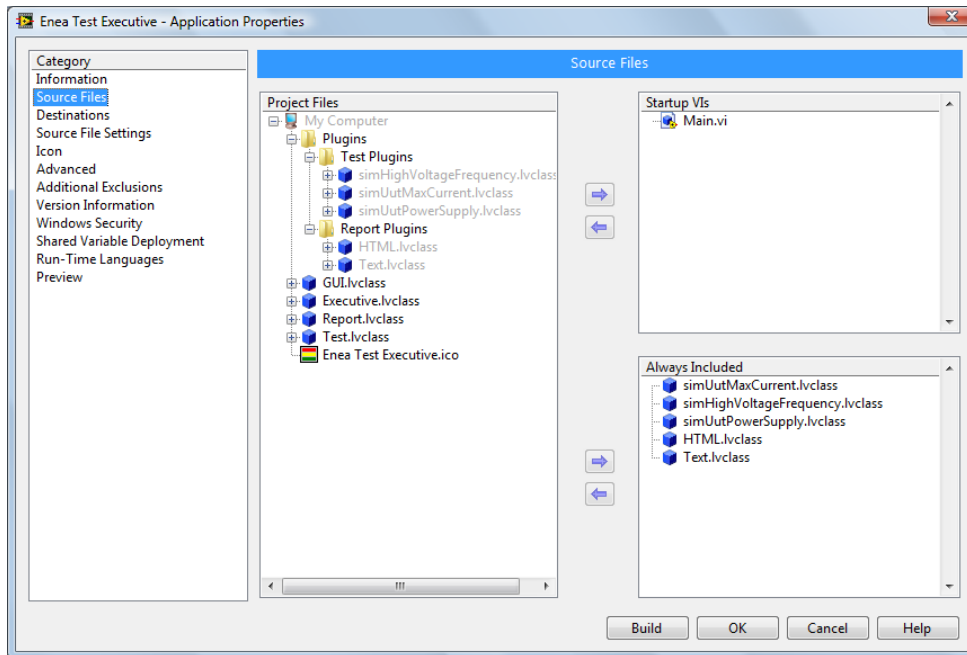 Enea Test Executive - Application Properties
Category
Information
Source Files
Destinations
Source File Settings
Icon
Advanced
Additional Exclusions
Version Information
Windows Security
Shared Variable Deployment
Run-Time Languages
Preview
Source Files
Project Files
My Computer
Plugins
Test Plugins
simHighVoltageFrequency.lvclass
simUutMaxCurrent.lvclass
simUutPowerSupply.lvclass
Report Plugins
HTML.lvclass
Text.lvclass
GUI.lvclass
Executive.lvclass
Report.lvclass
Test.lvclass
Enea Test Executive.ico
Startup VIs
Main.vi
Always Included
simUutMaxCurrent.lvclass
simHighVoltageFrequency.lvclass
simUutPowerSupply.lvclass
HTML.lvclass
Text.lvclass
Build OK Cancel Help